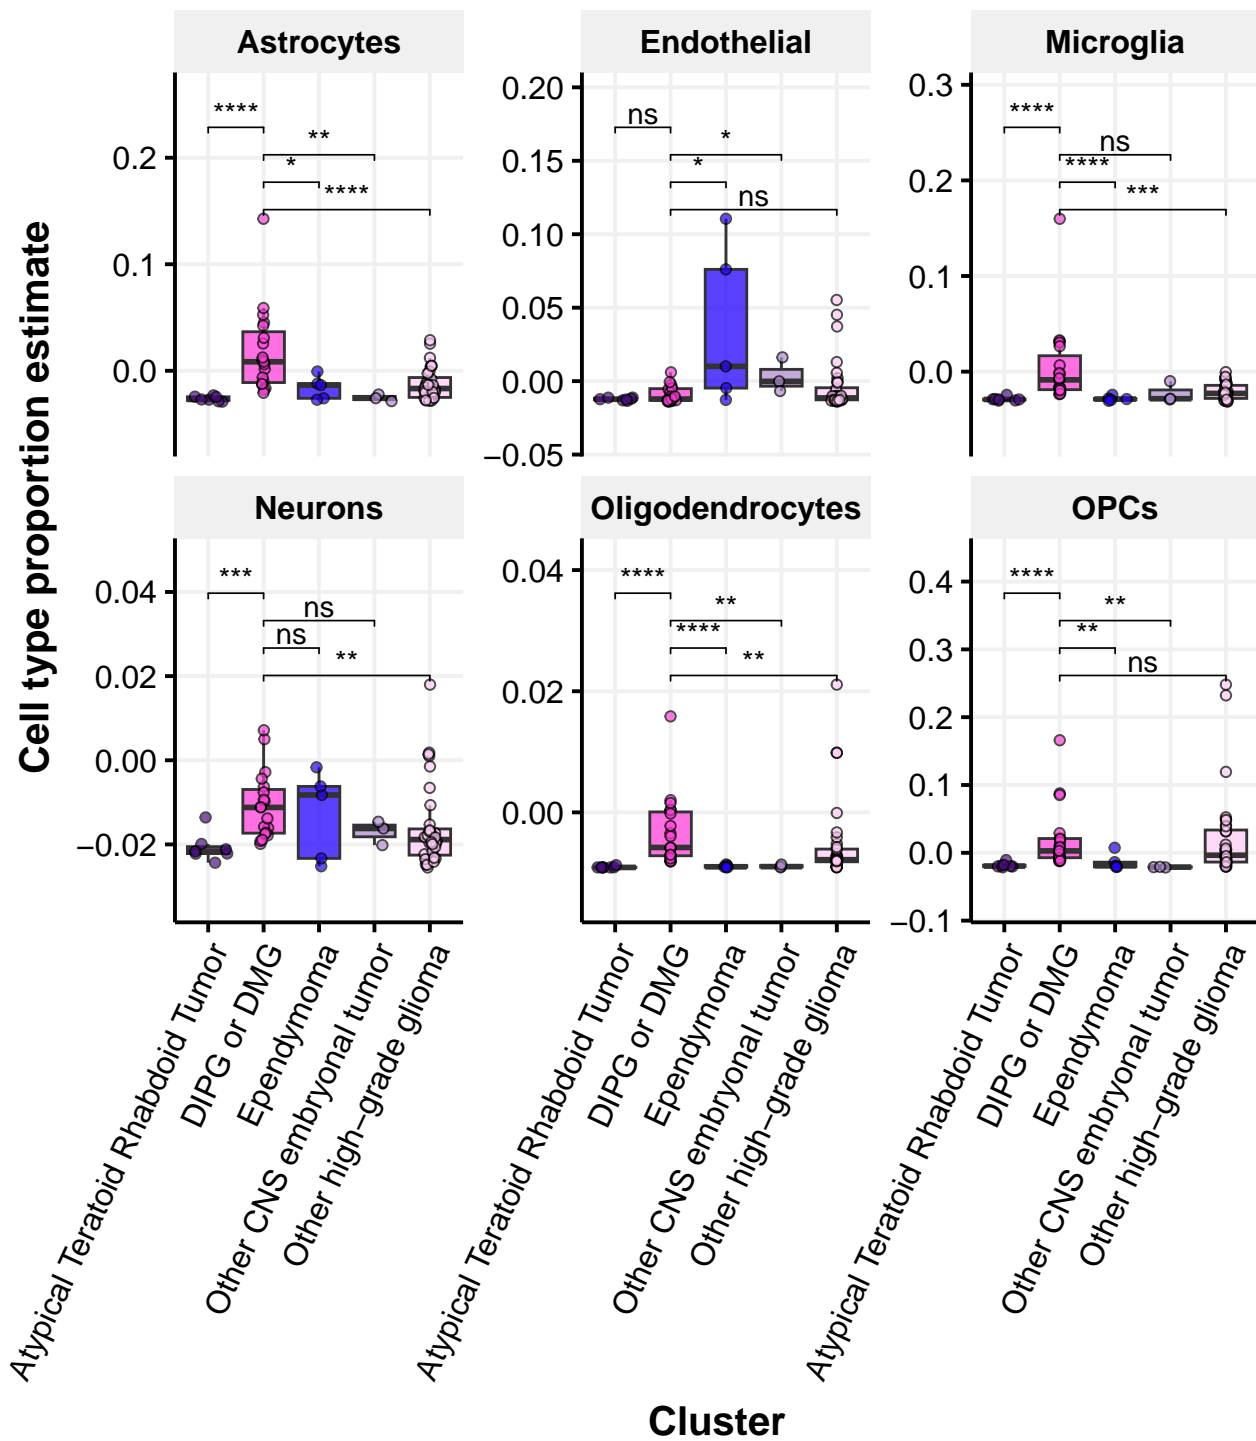 Astrocytes
Endothelial
Microglia
Cell type proportion estimate
0.2
0.1
0.0
****
**
*
****
0.20
0.15
0.10
0.05
0.00
−0.05
ns
*
*
ns
0.3
0.2
0.1
0.0
****
ns
****
***
Neurons
Oligodendrocytes
OPCs
0.04
0.02
0.00
−0.02
***
ns
ns
**
0.04
0.02
0.00
****
**
****
**
0.4
0.3
0.2
0.1
0.0
−0.1
****
**
**
ns
Atypical Teratoid Rhabdoid Tumor
DIPG or DMG
Ependymoma
Other CNS embryonal tumor
Other high−grade glioma
Atypical Teratoid Rhabdoid Tumor
DIPG or DMG
Ependymoma
Other CNS embryonal tumor
Other high−grade glioma
Atypical Teratoid Rhabdoid Tumor
DIPG or DMG
Ependymoma
Other CNS embryonal tumor
Other high−grade glioma
Cluster